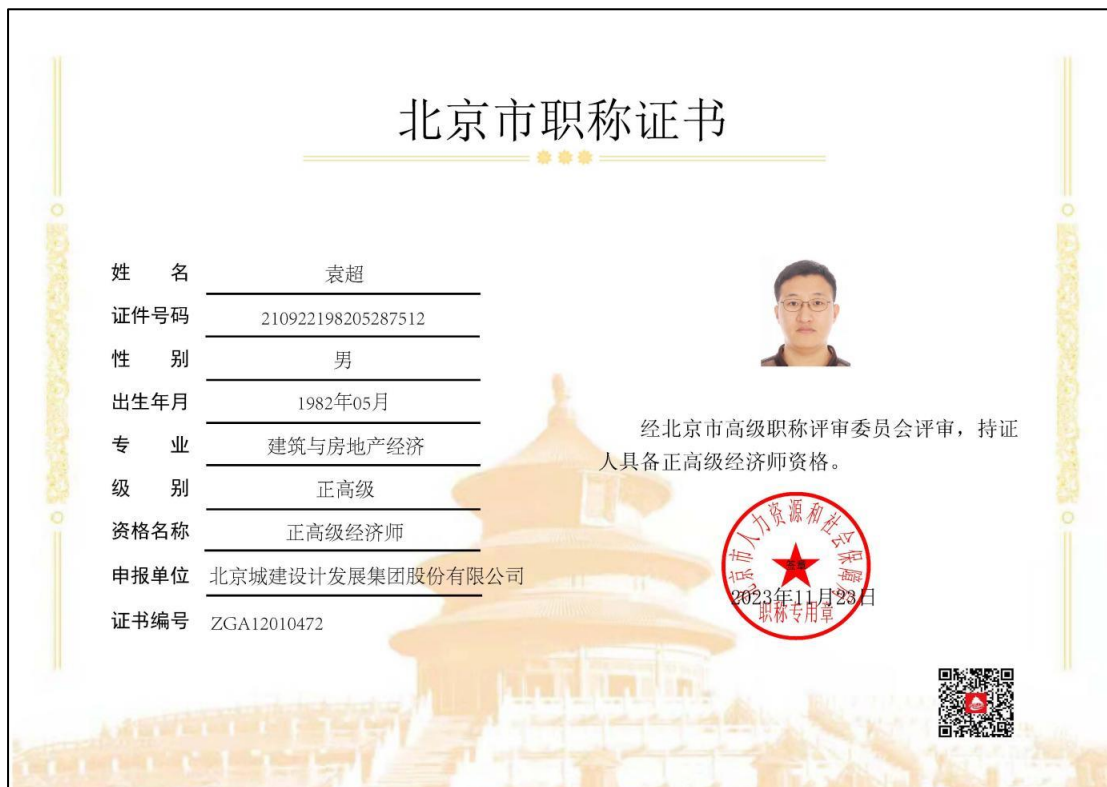 北京市职称证书
姓 名 袁超
证件号码 210922198205287512
性 别 男
出生年月 1982年05月
专 业 建筑与房地产经济
级 别 正高级
资格名称 正高级经济师
申报单位 北京城建设计发展集团股份有限公司
证书编号 ZGA12010472
经北京市高级职称评审委员会评审，持证
人具备正高级经济师资格。
北京市人力资源和社会保障局
2023年11月23日
职称专用章